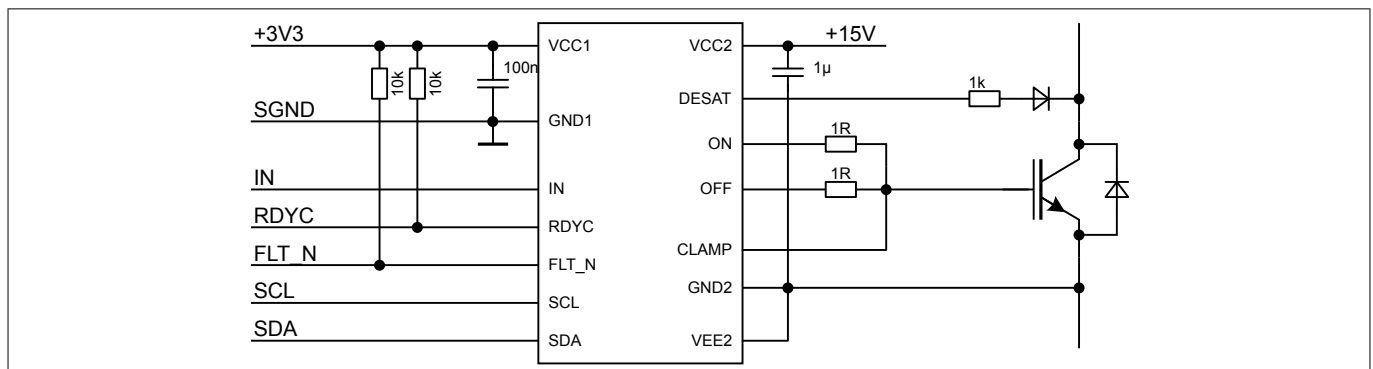 +3V3
SGND
IN
RDYC
FLT_N
SCL
SDA
10k
10k
100n
VCC1
GND1
IN
RDYC
FLT_N
SCL
SDA
VCC2
DESAT
ON
OFF
CLAMP
GND2
VEE2
+15V
1µ
1k
1R
1R